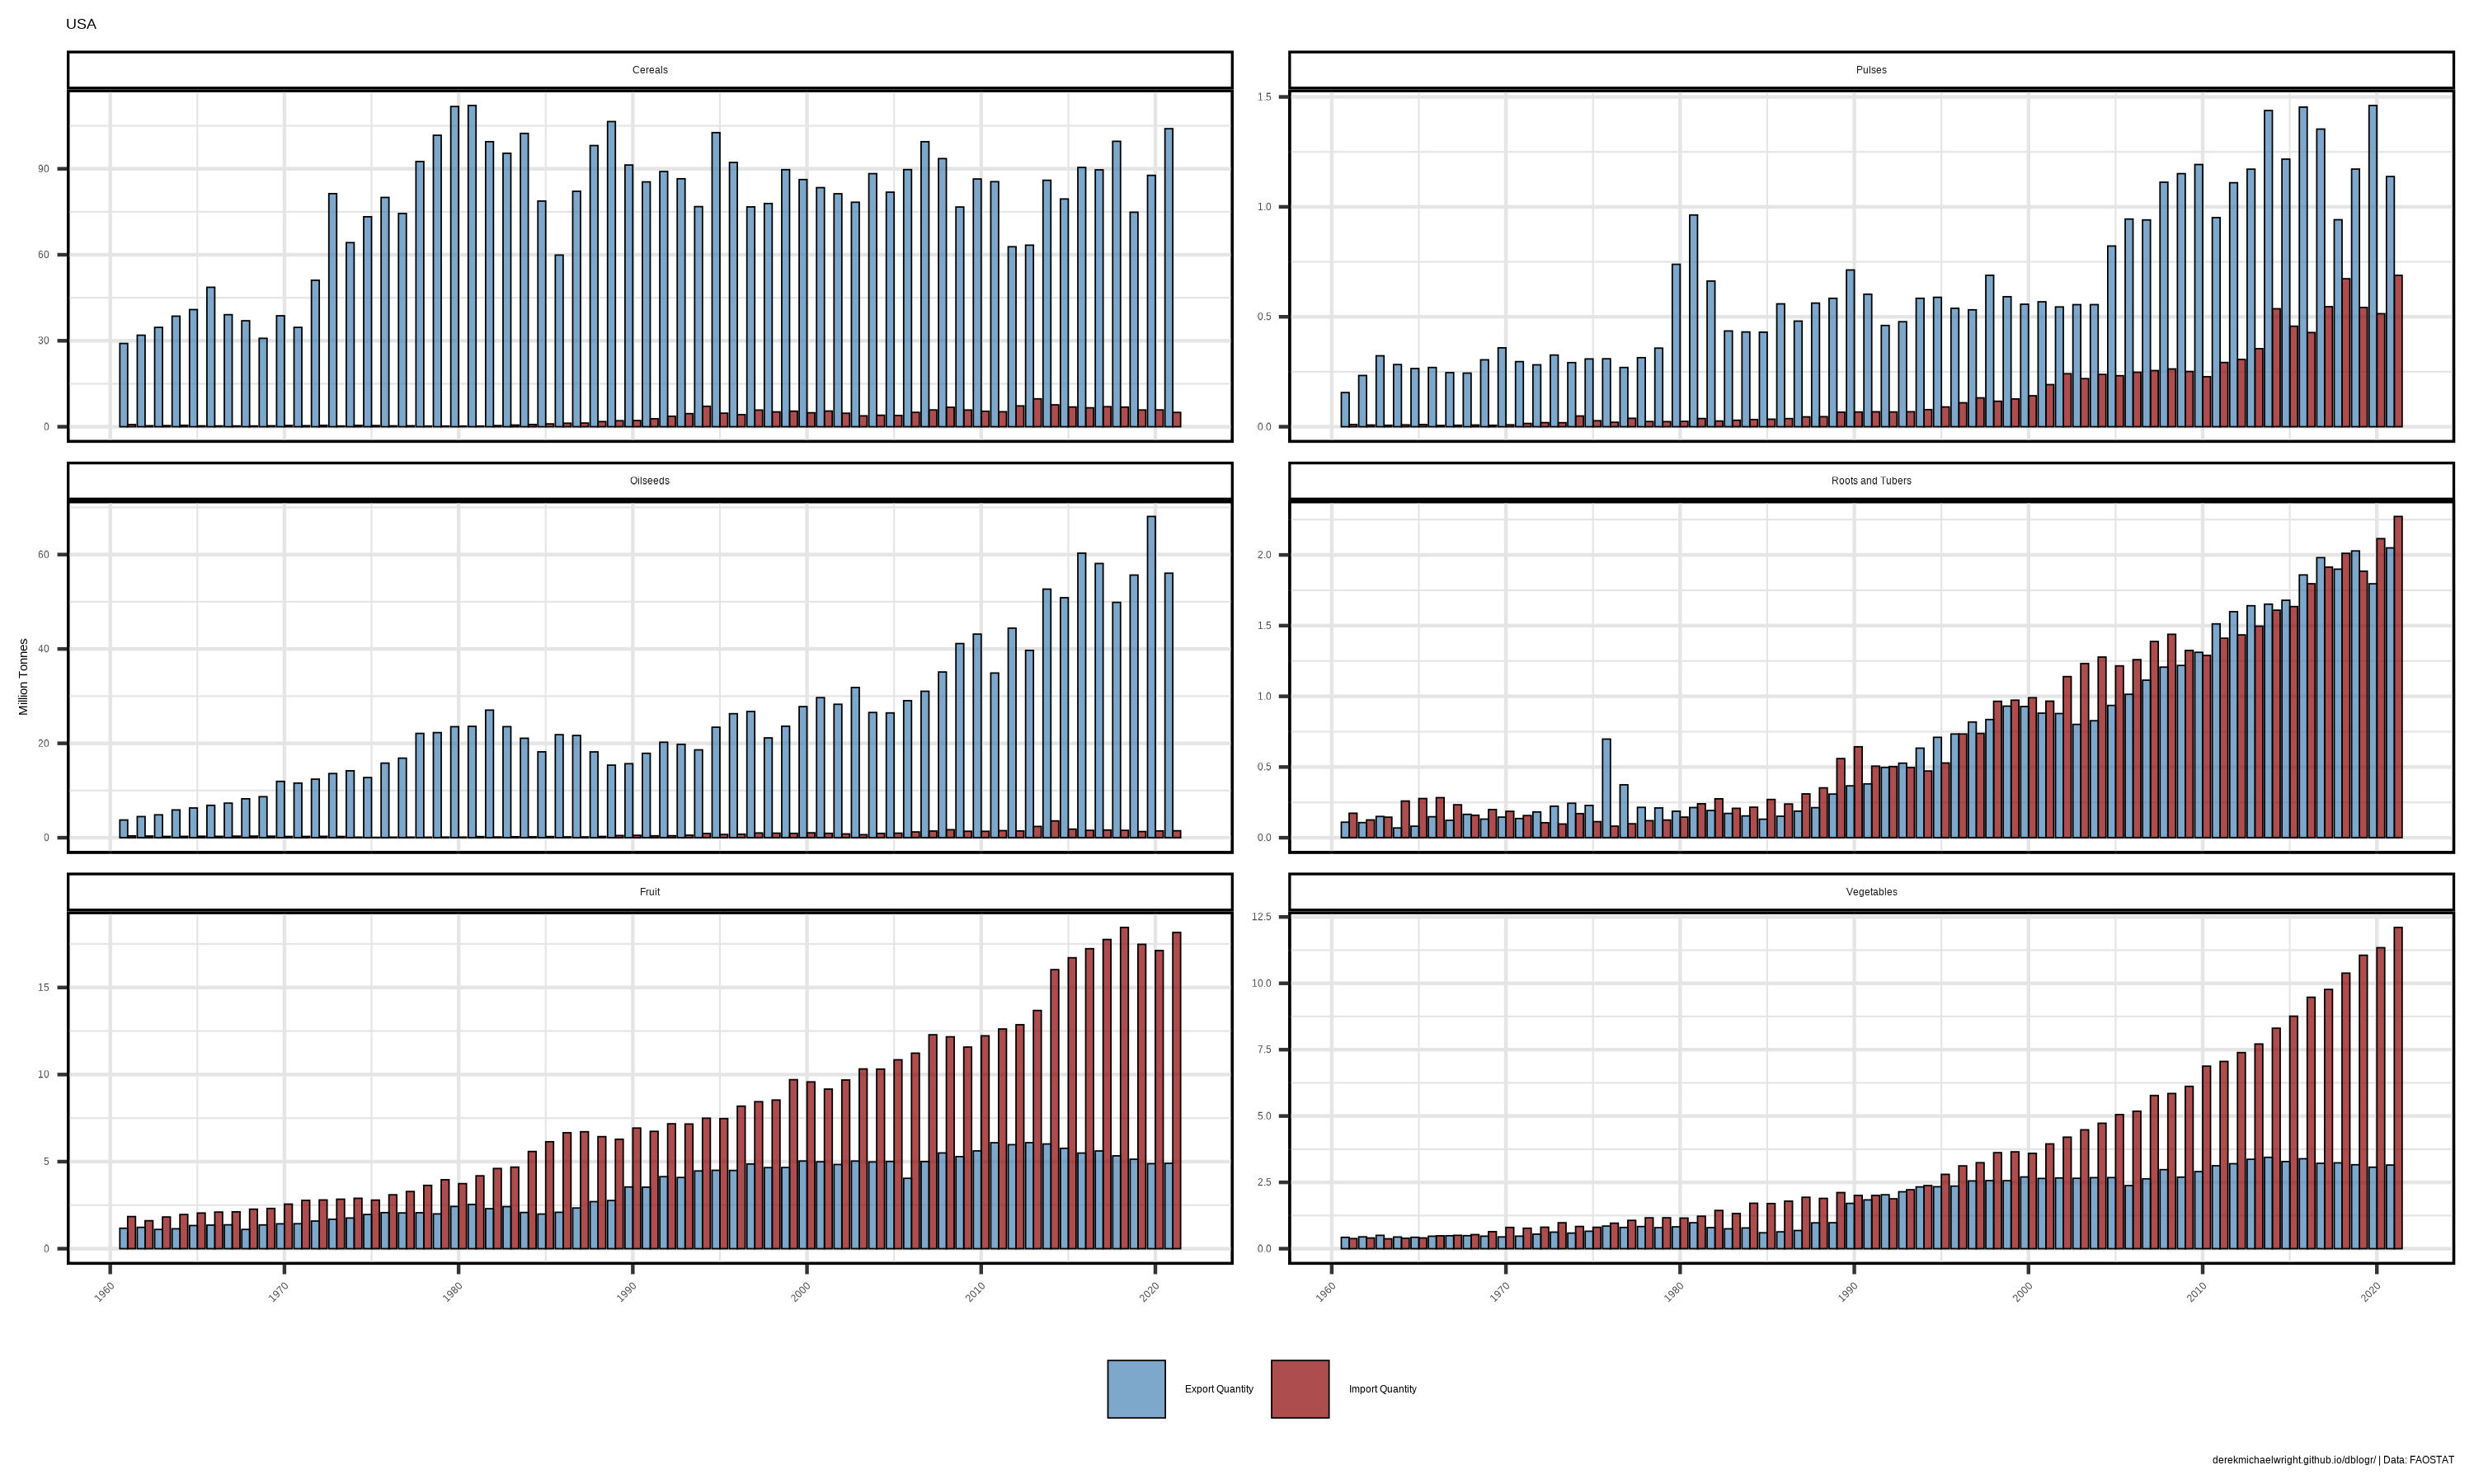 USA
Cereals
Pulses
90
60
30
0
1.5
1.0
0.5
0.0
Oilseeds
Roots and Tubers
Million Tonnes
60
40
20
0
2.0
1.5
1.0
0.5
0.0
Fruit
Vegetables
15
10
5
0
12.5
10.0
7.5
5.0
2.5
0.0
1960 1970 1980 1990 2000 2010 2020
1960 1970 1980 1990 2000 2010 2020
Export Quantity
Import Quantity
derekmichaelwright.github.io/dblogr/ | Data: FAOSTAT